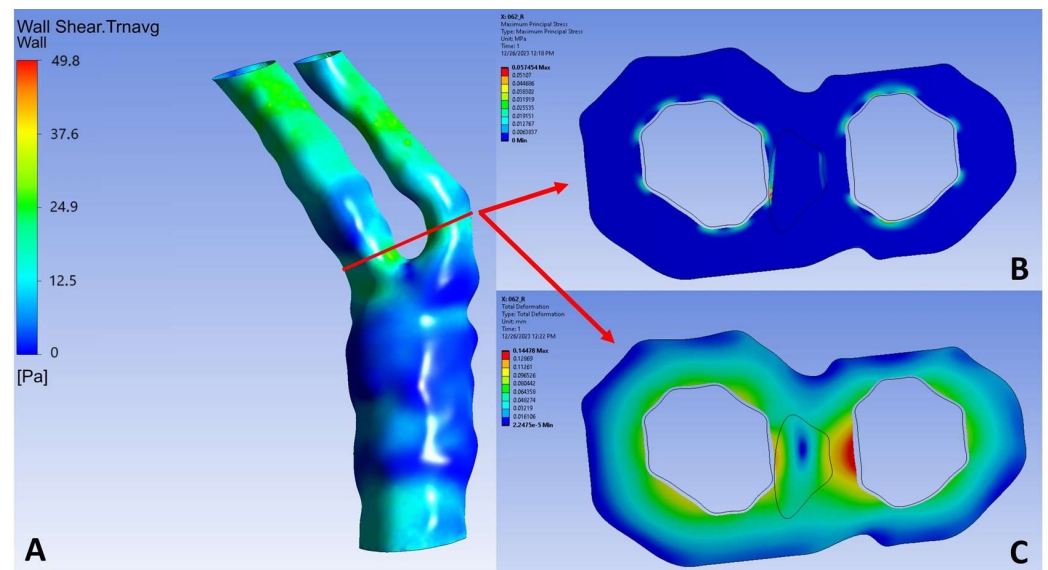 Wall Shear.Trnavg
Wall
49.8
37.6
24.9
12.5
0
[Pa]
A
X: 062_R
Maximum Principal Stress
Type: Maximum Principal Stress
Unit: MPa
Time: 1
12/26/2023 12:18 PM
0.057454 Max
0.05107
0.044686
0.038302
0.031919
0.025535
0.019151
0.012767
0.0063837
0 Min
B
X: 062_R
Total Deformation
Type: Total Deformation
Unit: mm
Time: 1
12/26/2023 12:22 PM
0.14478 Max
0.12869
0.11261
0.096526
0.080442
0.064358
0.048274
0.03219
0.016106
2.2475e-5 Min
C